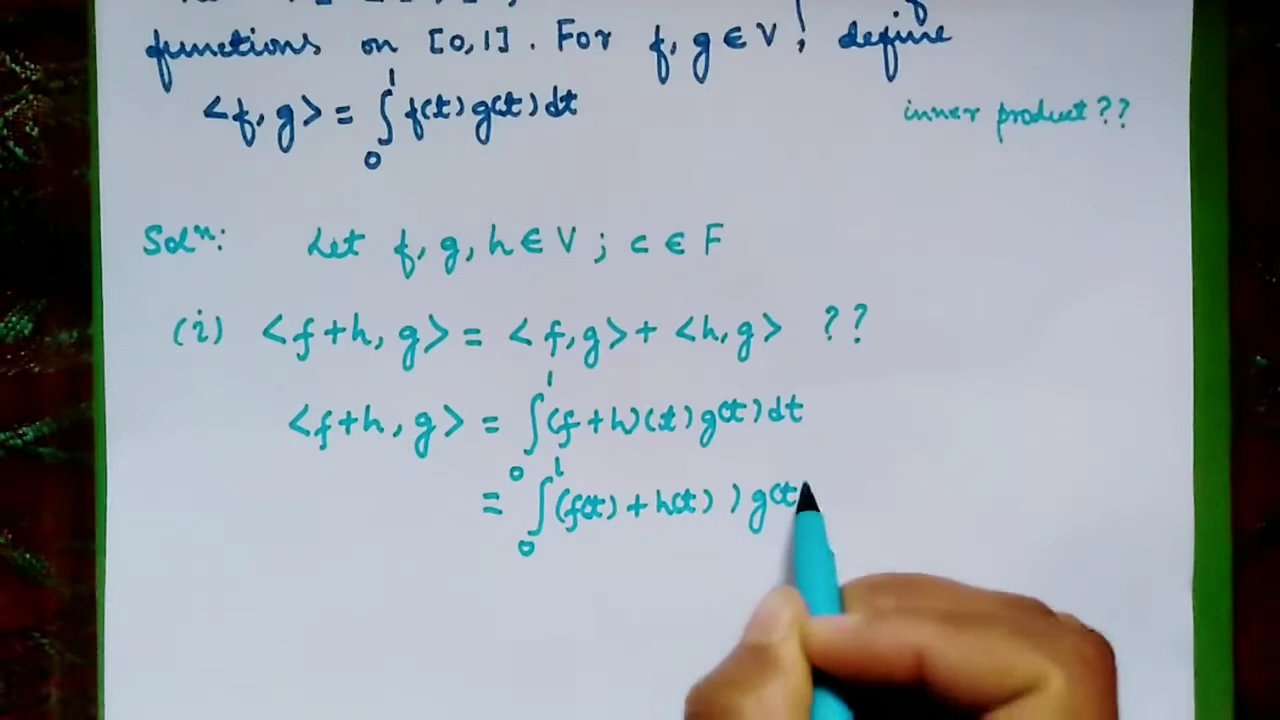 functions on [0,1]. For f, g ∈ V, define
<f, g> = ∫₀¹ f(t) g(t) dt
inner product??
Solⁿ: Let f, g, h ∈ V ; c ∈ F
(i) <f+h, g> = <f, g> + <h, g> ??
<f+h, g> = ∫₀¹ (f+h)(t) g(t) dt
= ∫₀¹ (f(t) + h(t)) g(t